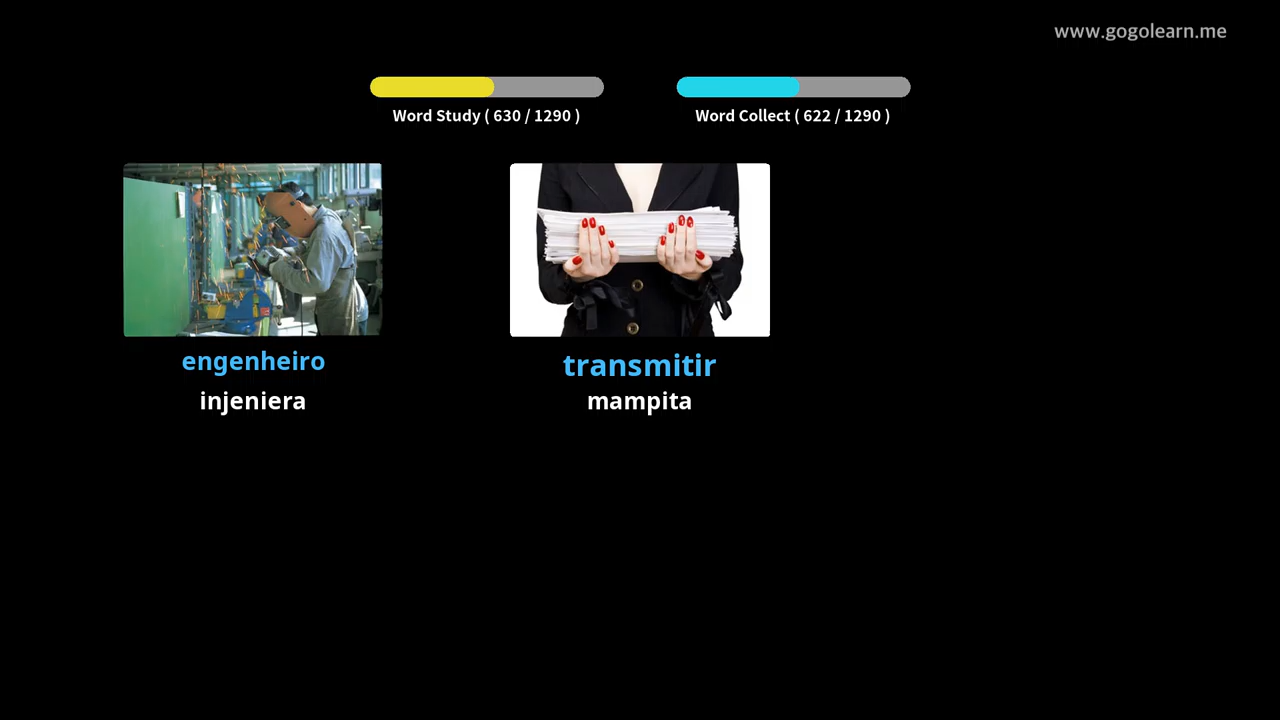 www.gogolearn.me
Word Study ( 630 / 1290 )
Word Collect ( 622 / 1290 )
engenheiro
injeniera
transmitir
mampita